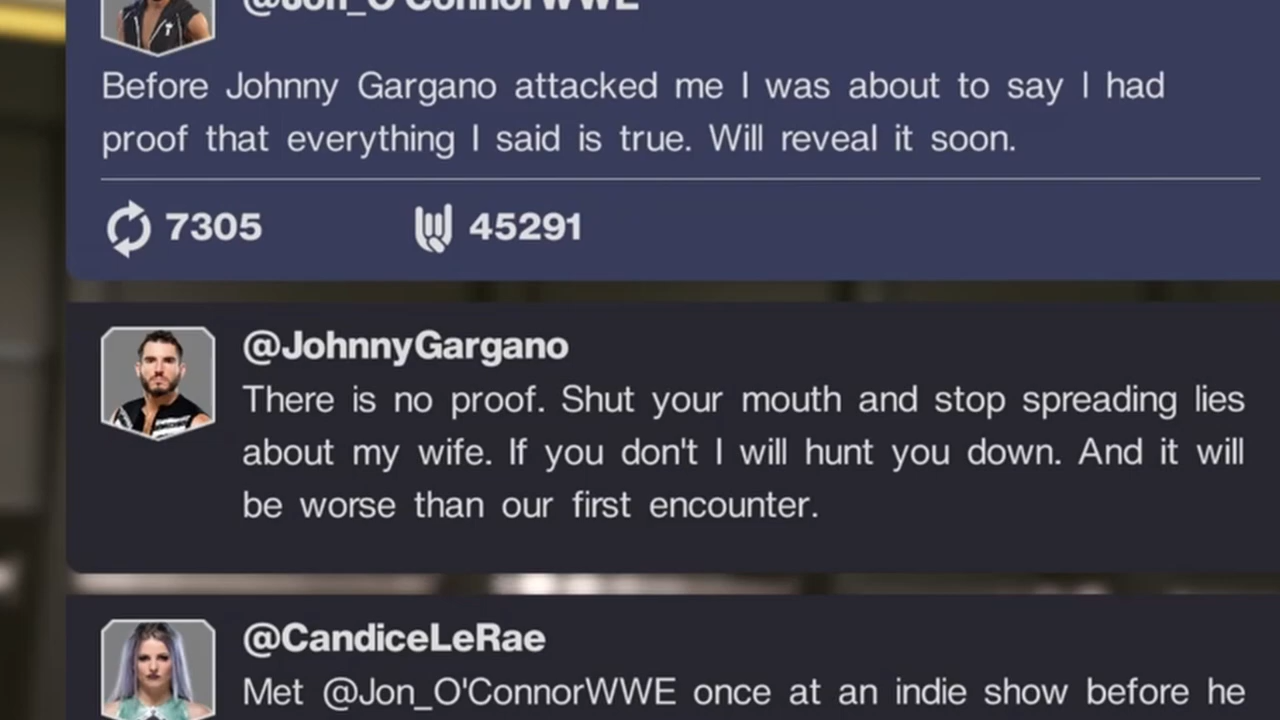 @Jon_O'ConnorWWE
Before Johnny Gargano attacked me I was about to say I had
proof that everything I said is true. Will reveal it soon.
7305 45291
@JohnnyGargano
There is no proof. Shut your mouth and stop spreading lies
about my wife. If you don't I will hunt you down. And it will
be worse than our first encounter.
@CandiceLeRae
Met @Jon_O'ConnorWWE once at an indie show before he